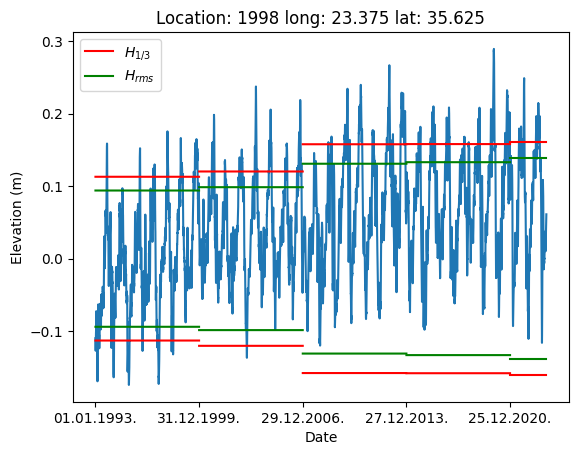 Location: 1998 long: 23.375 lat: 35.625
0.3
0.2
0.1
0.0
−0.1
Elevation (m)
H1/3
Hrms
01.01.1993. 31.12.1999. 29.12.2006. 27.12.2013. 25.12.2020.
Date